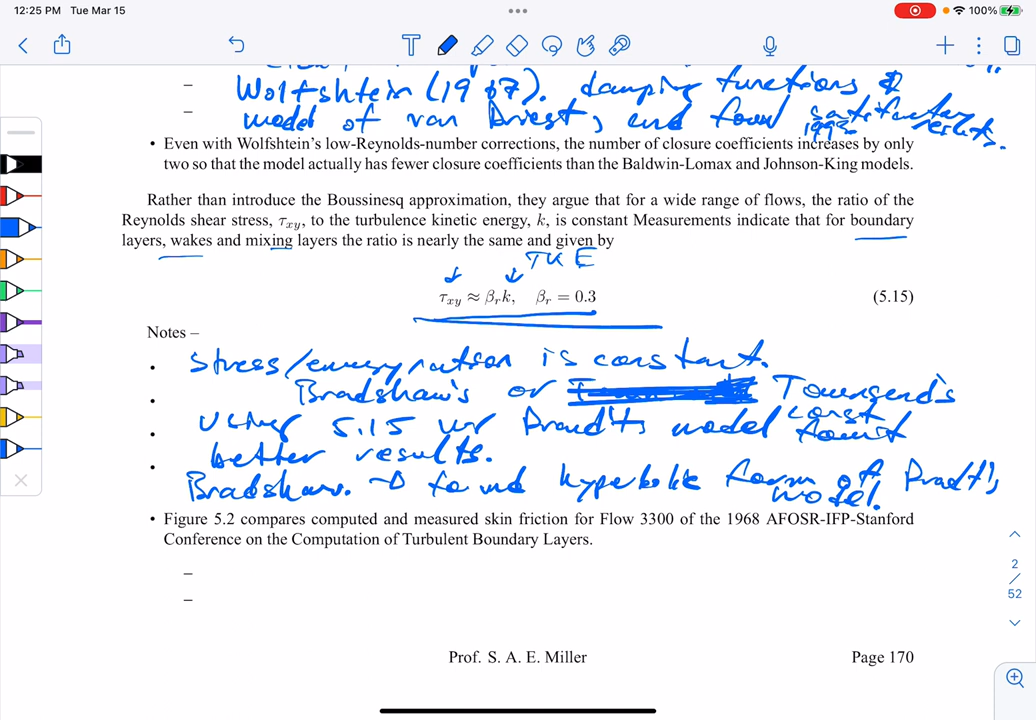 12:25 PM Tue Mar 15
100%
Wolfshtein (1967). damping functions &
model of van Driest, and found satisfactory
1993 results.
• Even with Wolfshtein's low-Reynolds-number corrections, the number of closure coefficients increases by only
two so that the model actually has fewer closure coefficients than the Baldwin-Lomax and Johnson-King models.
Rather than introduce the Boussinesq approximation, they argue that for a wide range of flows, the ratio of the
Reynolds shear stress, τxy, to the turbulence kinetic energy, k, is constant Measurements indicate that for boundary
layers, wakes and mixing layers the ratio is nearly the same and given by
TKE
τxy ≈ βrk, βr = 0.3 (5.15)
Notes –
• stress/energy ration is constant.
• Bradshaw's or Townsend's
const
• Using 5.15 w/ Prandtl's model found
better results.
• Bradshaw. → found hyperbolic form of Prandtl's
model.
• Figure 5.2 compares computed and measured skin friction for Flow 3300 of the 1968 AFOSR-IFP-Stanford
Conference on the Computation of Turbulent Boundary Layers.
–
–
2
/
52
Prof. S. A. E. Miller Page 170